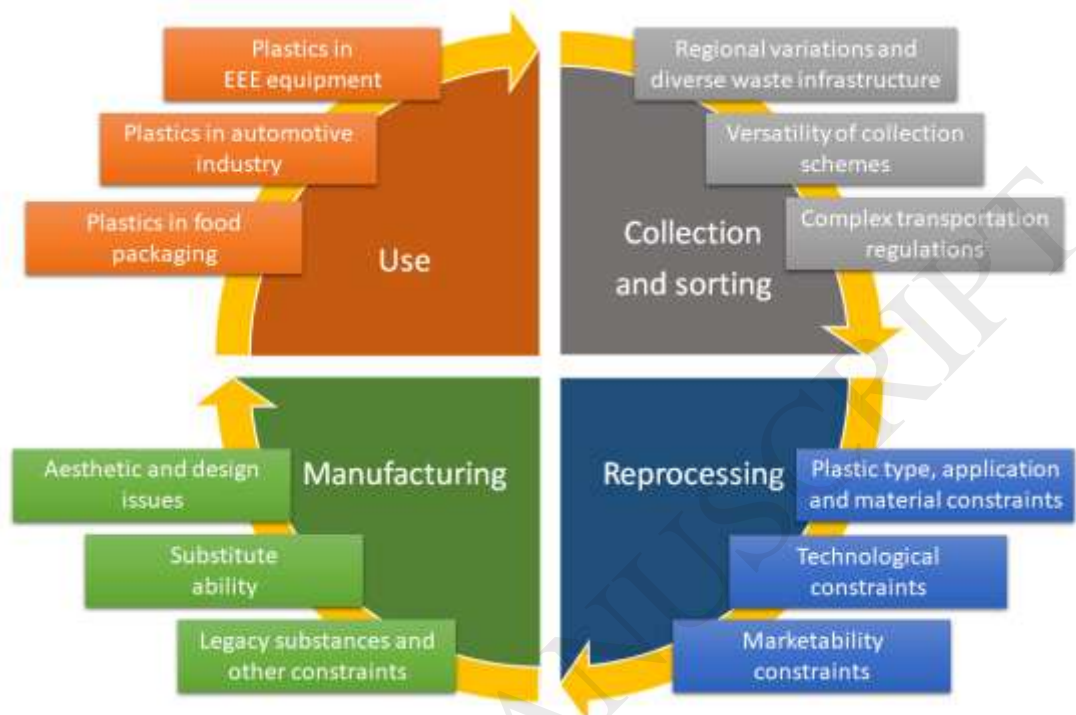 Plastics in
EEE equipment
Plastics in automotive
industry
Plastics in food
packaging
Use
Regional variations and
diverse waste infrastructure
Versatility of collection
schemes
Complex transportation
regulations
Collection
and sorting
Aesthetic and design
issues
Substitute
ability
Legacy substances and
other constraints
Manufacturing
Reprocessing
Plastic type, application
and material constraints
Technological
constraints
Marketability
constraints
ANUSCRIPT